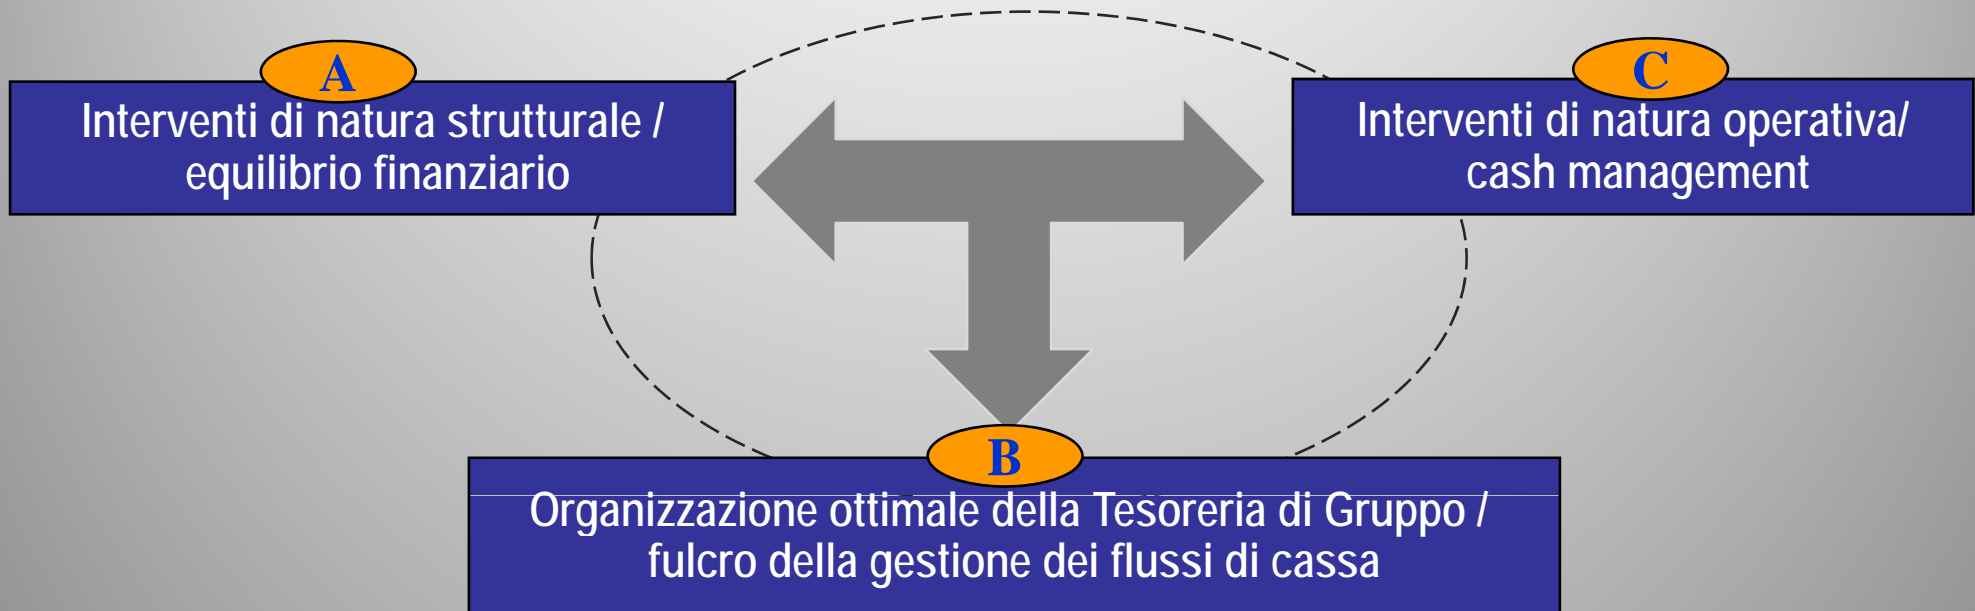 A
Interventi di natura strutturale /
equilibrio finanziario
C
Interventi di natura operativa/
cash management
B
Organizzazione ottimale della Tesoreria di Gruppo /
fulcro della gestione dei flussi di cassa